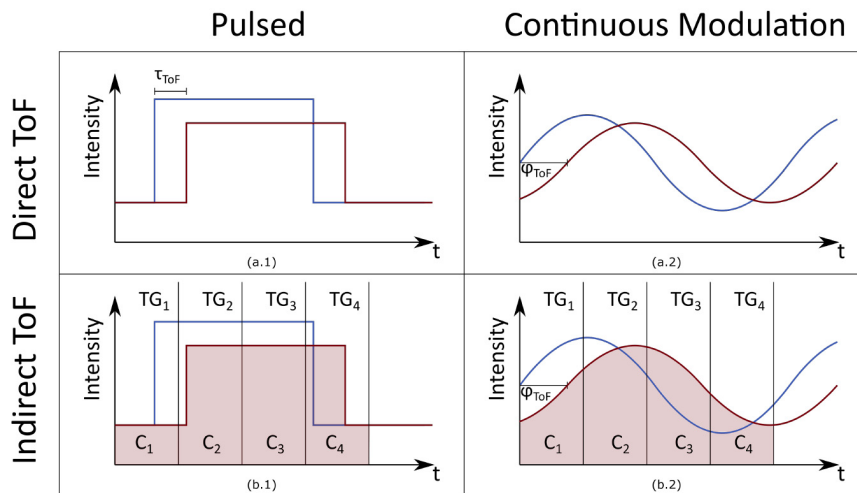 Pulsed
Continuous Modulation
Direct ToF
Intensity
τToF
t
(a.1)
Intensity
φToF
t
(a.2)
Indirect ToF
Intensity
TG1 TG2 TG3 TG4
C1 C2 C3 C4
t
(b.1)
Intensity
TG1 TG2 TG3 TG4
φToF
C1 C2 C3 C4
t
(b.2)